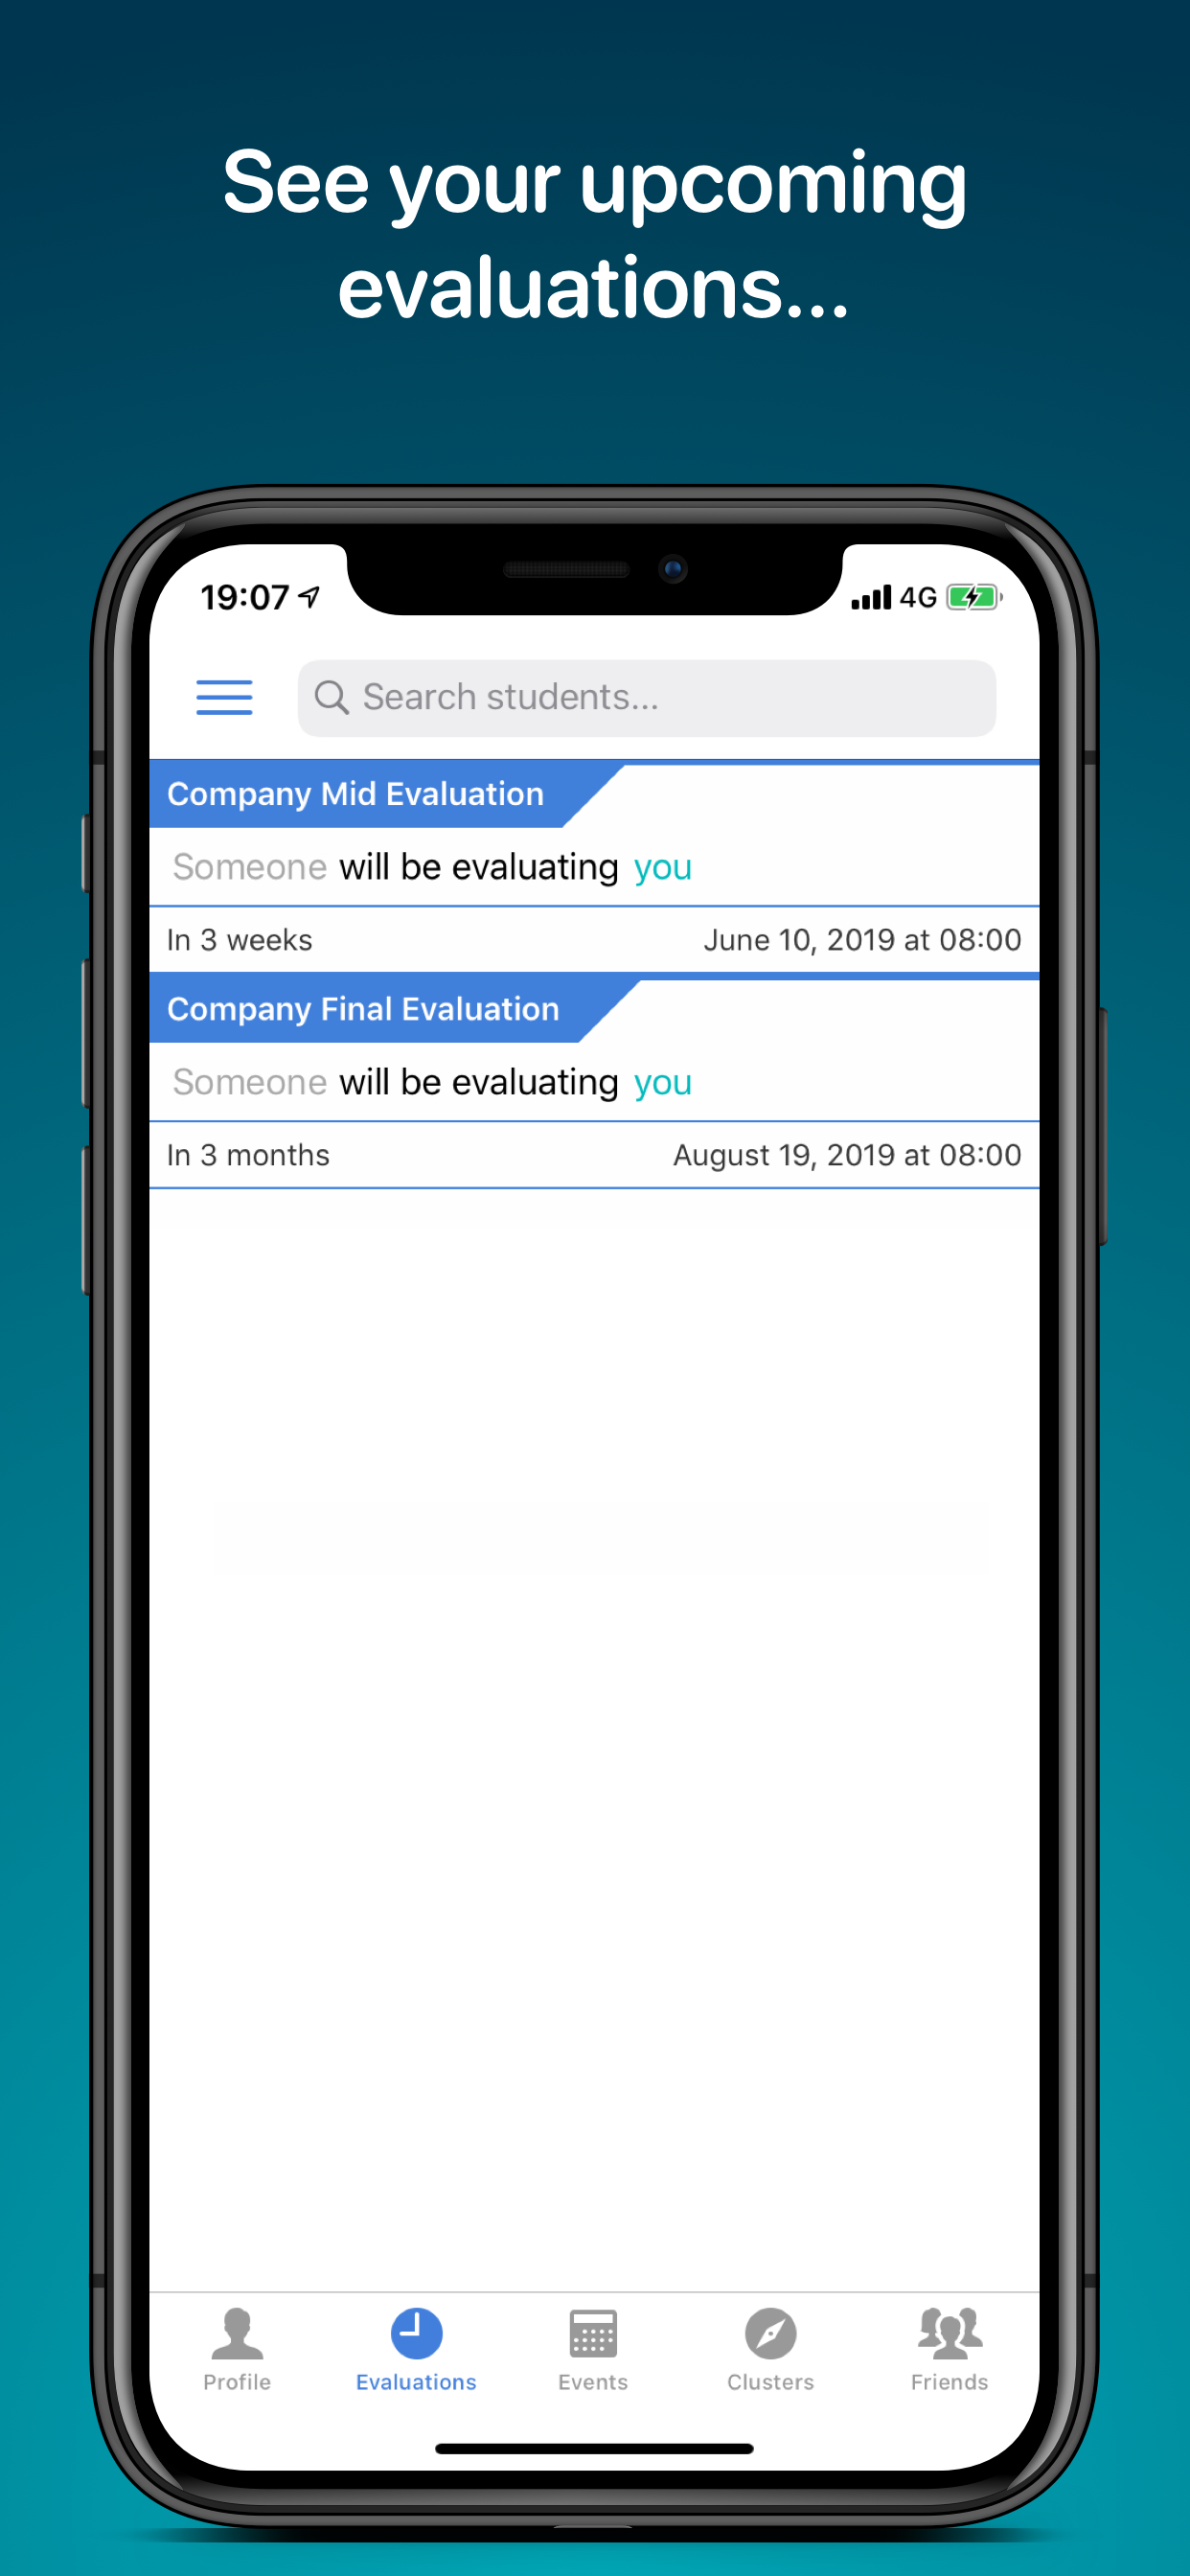 See your upcoming
evaluations...
19:07 4G
Search students...
Company Mid Evaluation
Someone will be evaluating you
In 3 weeks June 10, 2019 at 08:00
Company Final Evaluation
Someone will be evaluating you
In 3 months August 19, 2019 at 08:00
Profile Evaluations Events Clusters Friends